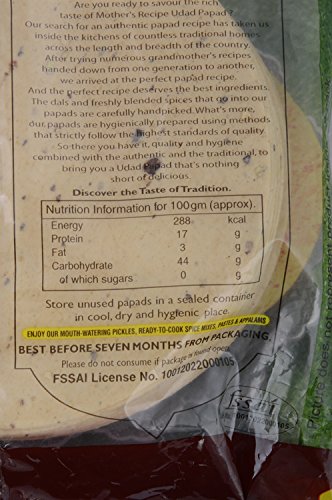 Are you ready to savour the rich
taste of Mother's Recipe Udad Papad ?
Our search for an authentic papad recipe has taken us
inside the kitchens of countless traditional homes
across the length and breadth of the country.
After trying numerous grandmother's recipes
handed down from one generation to another,
we arrived at the perfect papad recipe.
And the perfect recipe deserves the best ingredients.
The dals and freshly blended spices that go into our
papads are carefully handpicked. What's more,
our papads are hygienically prepared using methods
that strictly follow the highest standards of quality.
So there you have it, quality and hygiene
combined with the authentic and the traditional, to
bring you a Udad Papad that's nothing
short of delicious.
Discover the Taste of Tradition.
Nutrition Information for 100gm (approx).
Energy 288 kcal
Protein 17 g
Fat 3 g
Carbohydrate 44 g
of which sugars 0 g
Store unused papads in a sealed container
in cool, dry and hygienic place.
ENJOY OUR MOUTH-WATERING PICKLES, READY-TO-COOK SPICE MIXES, PASTES & APPALAMS
BEST BEFORE SEVEN MONTHS FROM PACKAGING.
Please do not consume if package is found open.
FSSAI License No. 10012022000105
fssai
Lic. No. 10012022000105
Picture